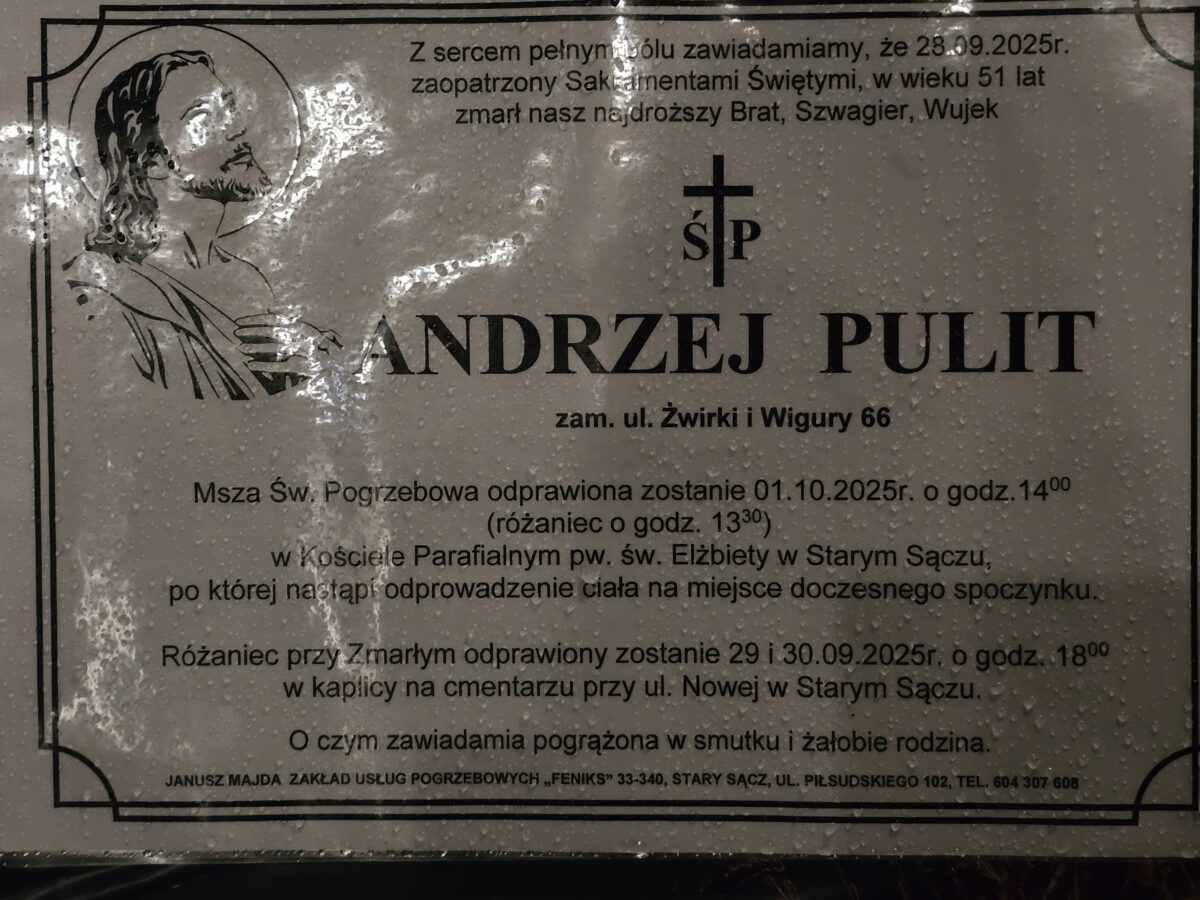 Z sercem pełnym bólu zawiadamiamy, że 28.09.2025r.
zaopatrzony Sakramentami Świętymi, w wieku 51 lat
zmarł nasz najdroższy Brat, Szwagier, Wujek
Ś P
ANDRZEJ PULIT
zam. ul. Żwirki i Wigury 66
Msza Św. Pogrzebowa odprawiona zostanie 01.10.2025r. o godz.14⁰⁰
(różaniec o godz. 13³⁰)
w Kościele Parafialnym pw. św. Elżbiety w Starym Sączu,
po której nastąpi odprowadzenie ciała na miejsce doczesnego spoczynku.
Różaniec przy Zmarłym odprawiony zostanie 29 i 30.09.2025r. o godz. 18⁰⁰
w kaplicy na cmentarzu przy ul. Nowej w Starym Sączu.
O czym zawiadamia pogrążona w smutku i żałobie rodzina.
JANUSZ MAJDA ZAKŁAD USŁUG POGRZEBOWYCH „FENIKS” 33-340, STARY SĄCZ, UL. PIŁSUDSKIEGO 102, TEL. 604 307 608